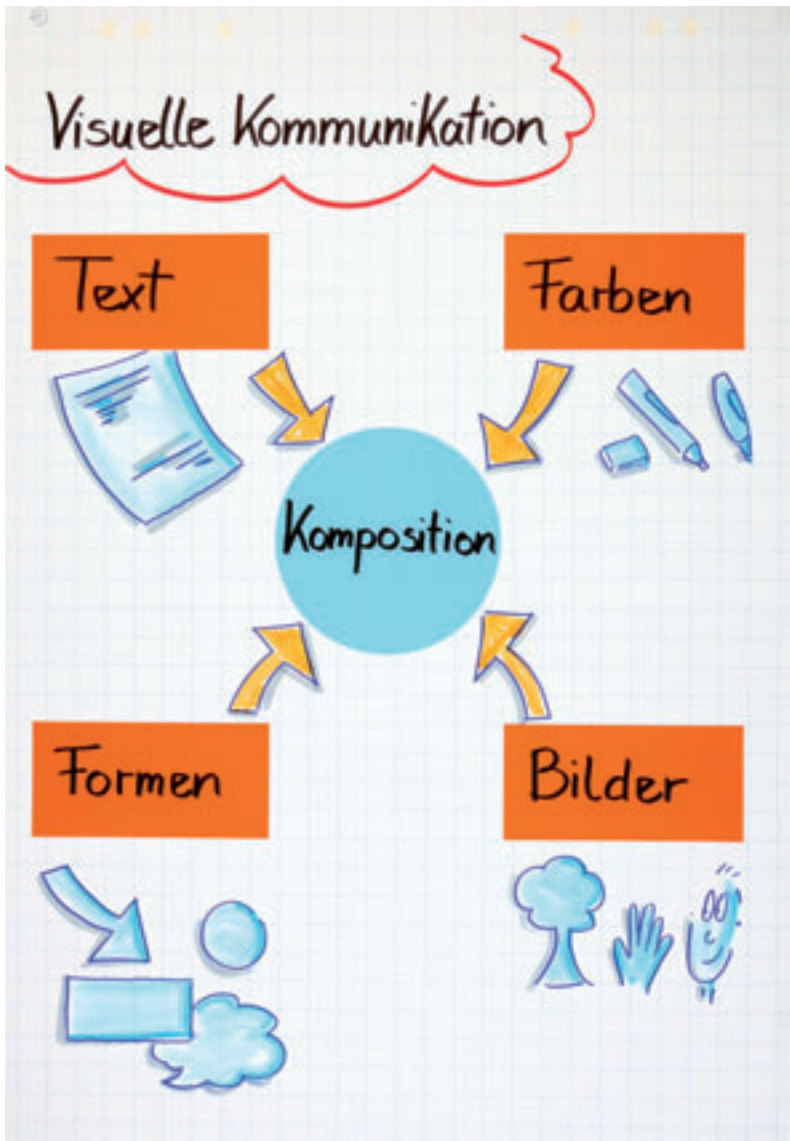 Visuelle Kommunikation
Text
Farben
Komposition
Formen
Bilder